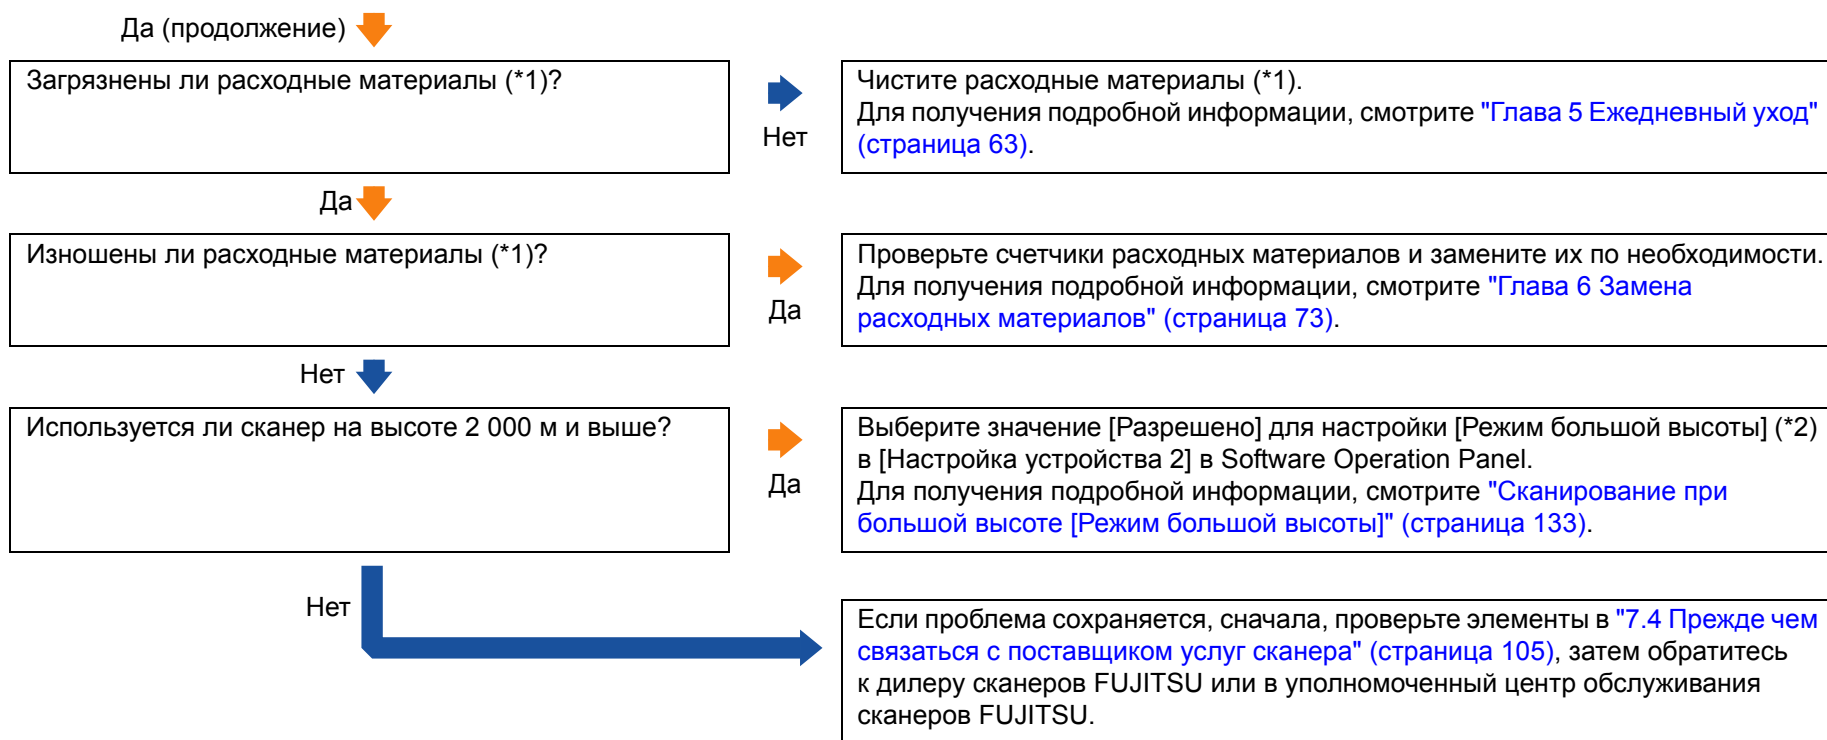 Да (продолжение)
Загрязнены ли расходные материалы (*1)?
Нет
Чистите расходные материалы (*1).
Для получения подробной информации, смотрите "Глава 5 Ежедневный уход"
(страница 63).
Да
Изношены ли расходные материалы (*1)?
Да
Проверьте счетчики расходных материалов и замените их по необходимости.
Для получения подробной информации, смотрите "Глава 6 Замена
расходных материалов" (страница 73).
Нет
Используется ли сканер на высоте 2 000 м и выше?
Да
Выберите значение [Разрешено] для настройки [Режим большой высоты] (*2)
в [Настройка устройства 2] в Software Operation Panel.
Для получения подробной информации, смотрите "Сканирование при
большой высоте [Режим большой высоты]" (страница 133).
Нет
Если проблема сохраняется, сначала, проверьте элементы в "7.4 Прежде чем
связаться с поставщиком услуг сканера" (страница 105), затем обратитесь
к дилеру сканеров FUJITSU или в уполномоченный центр обслуживания
сканеров FUJITSU.